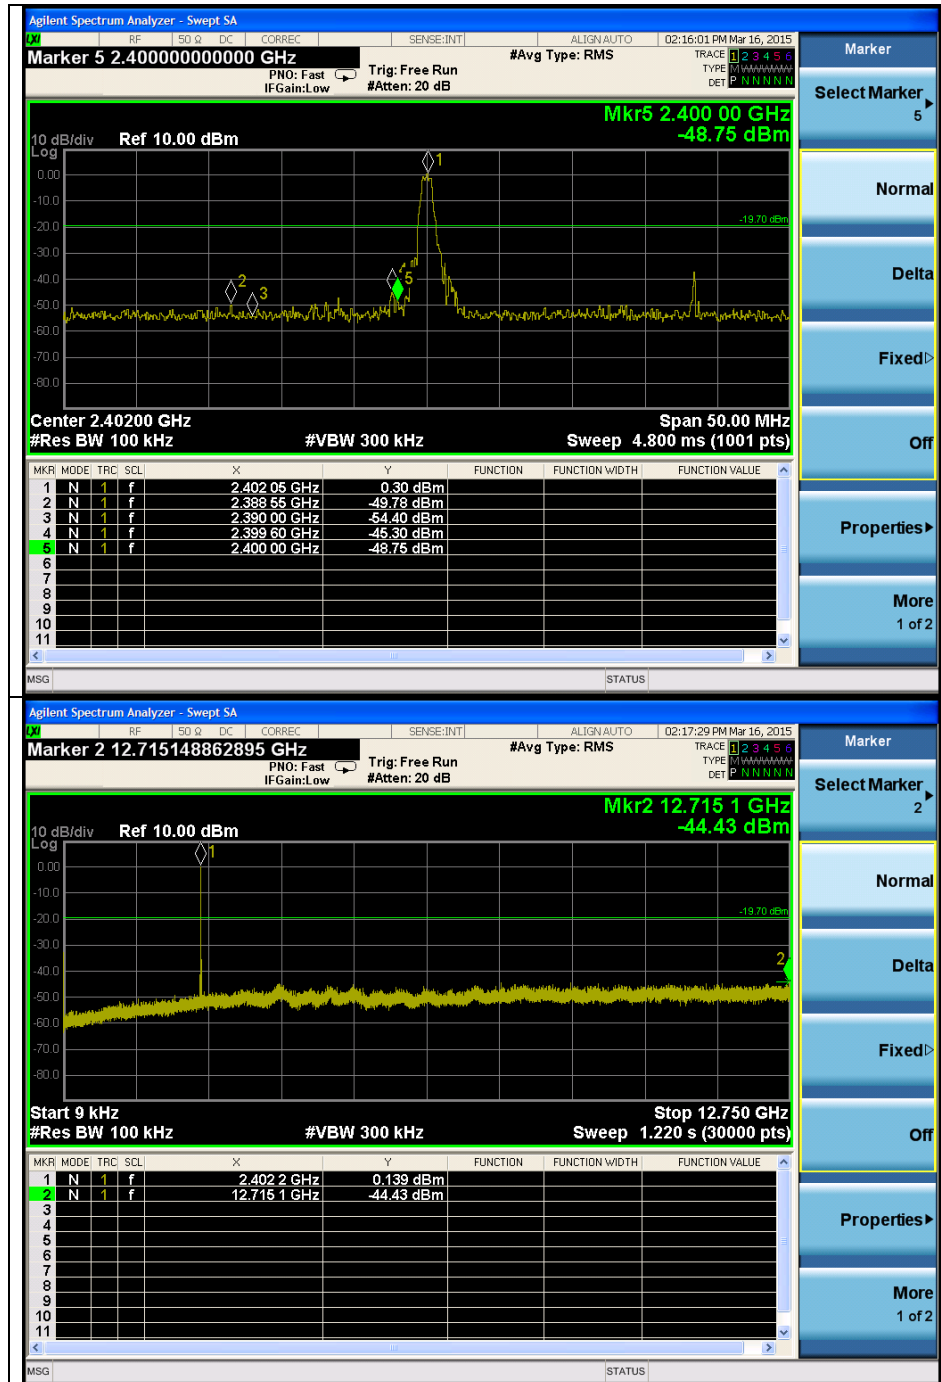 Agilent Spectrum Analyzer - Swept SA
LXI RF 50 Ω DC CORREC SENSE:INT ALIGN AUTO 02:16:01 PM Mar 16, 2015
Marker 5 2.400000000000 GHz
PNO: Fast
IFGain:Low
Trig: Free Run
#Atten: 20 dB
#Avg Type: RMS
TRACE 1 2 3 4 5 6
TYPE M
DET P N N N N N
Mkr5 2.400 00 GHz
-48.75 dBm
10 dB/div Ref 10.00 dBm
Log
0.00
-10.0
-20.0
-30.0
-40.0
-50.0
-60.0
-70.0
-80.0
1
-19.70 dBm
2
3
5
Center 2.40200 GHz Span 50.00 MHz
#Res BW 100 kHz #VBW 300 kHz Sweep 4.800 ms (1001 pts)
MKR MODE TRC SCL X Y FUNCTION FUNCTION WIDTH FUNCTION VALUE
1 N 1 f 2.402 05 GHz 0.30 dBm
2 N 1 f 2.388 55 GHz -49.78 dBm
3 N 1 f 2.390 00 GHz -54.40 dBm
4 N 1 f 2.399 60 GHz -45.30 dBm
5 N 1 f 2.400 00 GHz -48.75 dBm
6
7
8
9
10
11
MSG STATUS
Marker
Select Marker
5
Normal
Delta
Fixed
Off
Properties
More
1 of 2
Agilent Spectrum Analyzer - Swept SA
LXI RF 50 Ω DC CORREC SENSE:INT ALIGN AUTO 02:17:29 PM Mar 16, 2015
Marker 2 12.715148862895 GHz
PNO: Fast
IFGain:Low
Trig: Free Run
#Atten: 20 dB
#Avg Type: RMS
TRACE 1 2 3 4 5 6
TYPE M
DET P N N N N N
Mkr2 12.715 1 GHz
-44.43 dBm
10 dB/div Ref 10.00 dBm
Log
0.00
-10.0
-20.0
-30.0
-40.0
-50.0
-60.0
-70.0
-80.0
1
-19.70 dBm
2
Start 9 kHz Stop 12.750 GHz
#Res BW 100 kHz #VBW 300 kHz Sweep 1.220 s (30000 pts)
MKR MODE TRC SCL X Y FUNCTION FUNCTION WIDTH FUNCTION VALUE
1 N 1 f 2.402 2 GHz 0.139 dBm
2 N 1 f 12.715 1 GHz -44.43 dBm
3
4
5
6
7
8
9
10
11
MSG STATUS
Marker
Select Marker
2
Normal
Delta
Fixed
Off
Properties
More
1 of 2